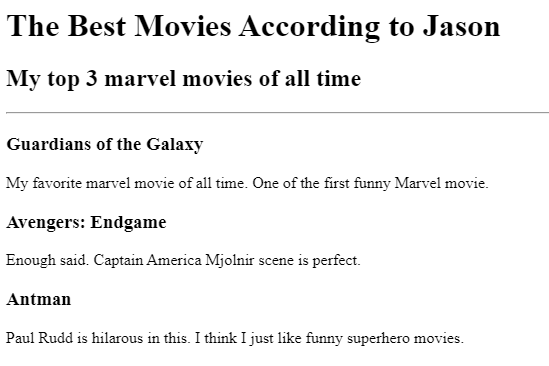 The Best Movies According to Jason
My top 3 marvel movies of all time
Guardians of the Galaxy
My favorite marvel movie of all time. One of the first funny Marvel movie.
Avengers: Endgame
Enough said. Captain America Mjolnir scene is perfect.
Antman
Paul Rudd is hilarous in this. I think I just like funny superhero movies.